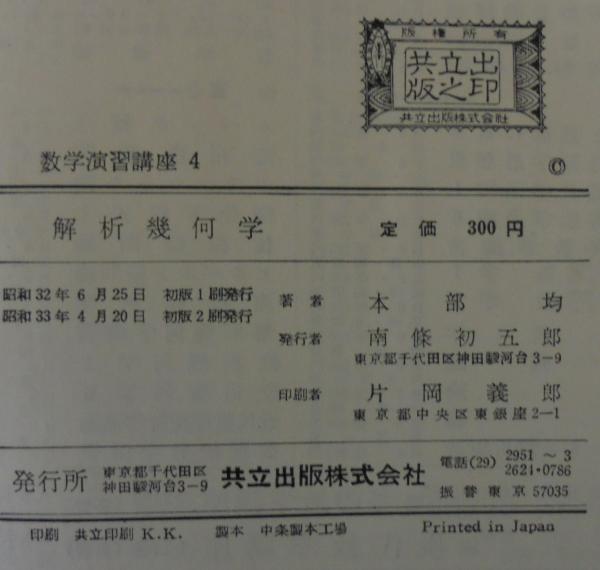 版権所有
共立出
版之印
共立出版株式会社
数学演習講座 4
©
解析幾何学 定価 300円
昭和32年6月25日 初版1刷発行
昭和33年4月20日 初版2刷発行
著者 本部均
発行者 南條初五郎
東京都千代田区神田駿河台3−9
印刷者 片岡義郎
東京都中央区東銀座2−1
発行所 東京都千代田区
神田駿河台3−9
共立出版株式会社
電話(29) 2951〜3
2621・0786
振替東京57035
印刷 共立印刷 K.K. 製本 中条製本工場 Printed in Japan